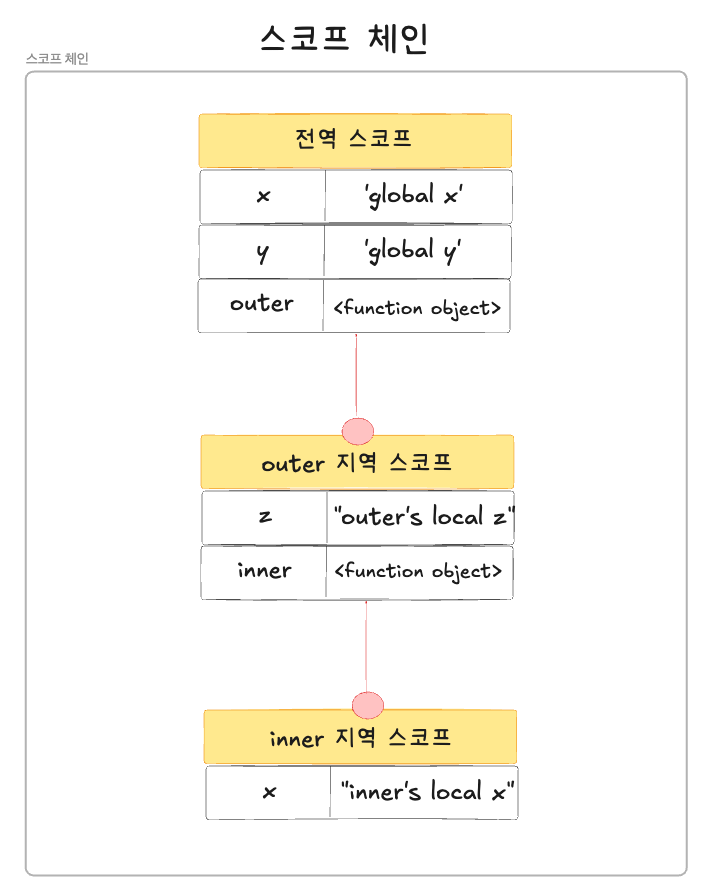 스코프 체인
스코프 체인
전역 스코프
x 'global x'
y 'global y'
outer <function object>
outer 지역 스코프
z "outer's local z"
inner <function object>
inner 지역 스코프
x "inner's local x"